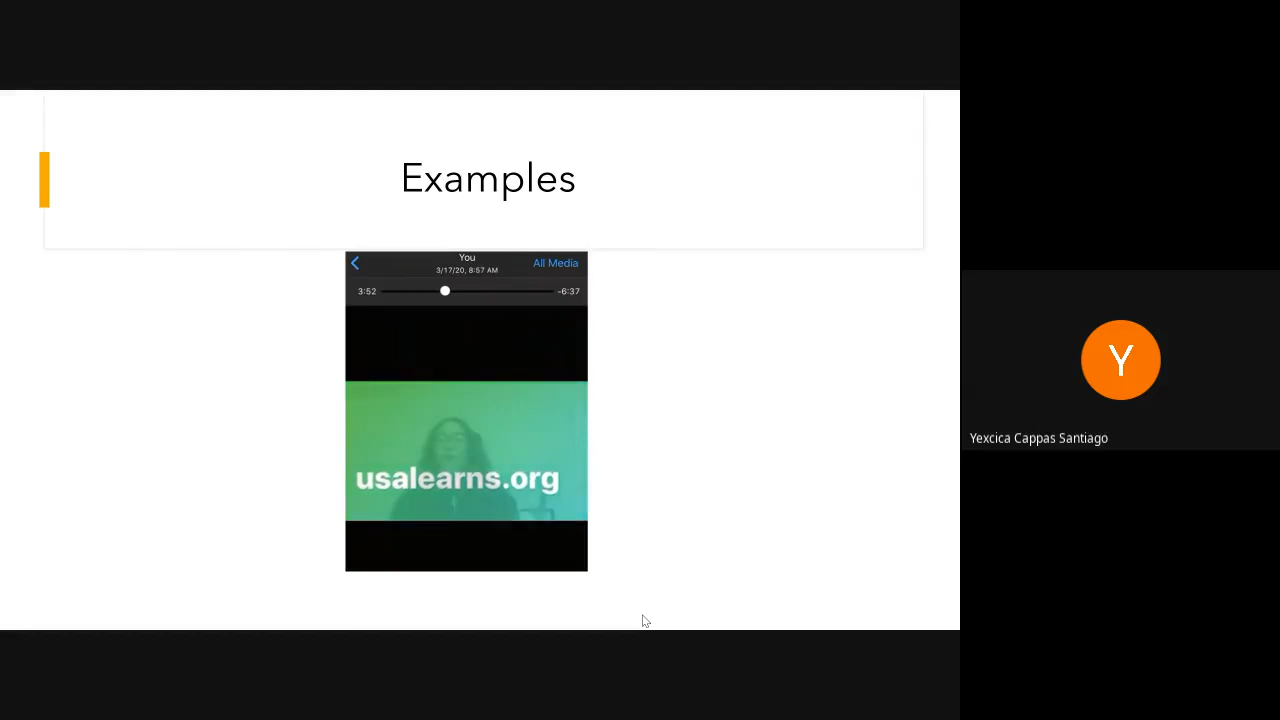 Examples
You
3/17/20, 8:57 AM
All Media
3:52
-6:37
usalearns.org
Y
Yexcica Cappas Santiago